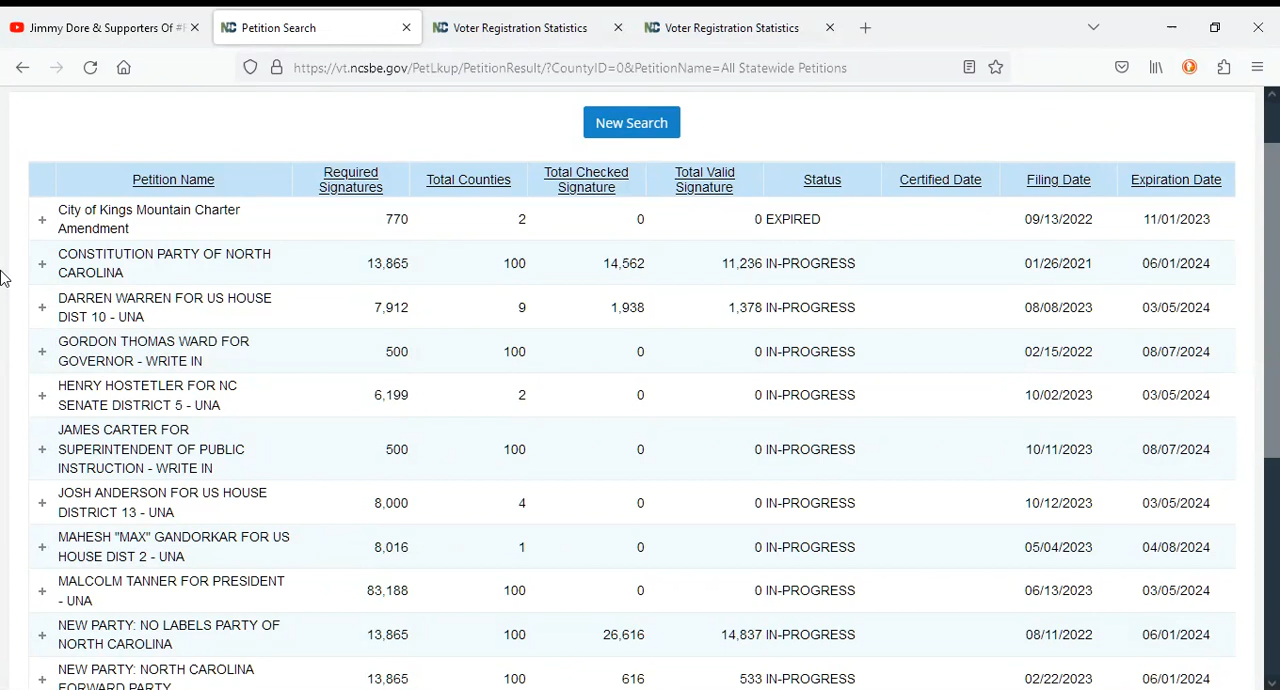 Jimmy Dore & Supporters Of #
NC Petition Search
NC Voter Registration Statistics
NC Voter Registration Statistics
https://vt.ncsbe.gov/PetLkup/PetitionResult/?CountyID=0&PetitionName=All Statewide Petitions
New Search
Petition Name Required Signatures Total Counties Total Checked Signature Total Valid Signature Status Certified Date Filing Date Expiration Date
City of Kings Mountain Charter
Amendment 770 2 0 0 EXPIRED 09/13/2022 11/01/2023
CONSTITUTION PARTY OF NORTH
CAROLINA 13,865 100 14,562 11,236 IN-PROGRESS 01/26/2021 06/01/2024
DARREN WARREN FOR US HOUSE
DIST 10 - UNA 7,912 9 1,938 1,378 IN-PROGRESS 08/08/2023 03/05/2024
GORDON THOMAS WARD FOR
GOVERNOR - WRITE IN 500 100 0 0 IN-PROGRESS 02/15/2022 08/07/2024
HENRY HOSTETLER FOR NC
SENATE DISTRICT 5 - UNA 6,199 2 0 0 IN-PROGRESS 10/02/2023 03/05/2024
JAMES CARTER FOR
SUPERINTENDENT OF PUBLIC
INSTRUCTION - WRITE IN 500 100 0 0 IN-PROGRESS 10/11/2023 08/07/2024
JOSH ANDERSON FOR US HOUSE
DISTRICT 13 - UNA 8,000 4 0 0 IN-PROGRESS 10/12/2023 03/05/2024
MAHESH "MAX" GANDORKAR FOR US
HOUSE DIST 2 - UNA 8,016 1 0 0 IN-PROGRESS 05/04/2023 04/08/2024
MALCOLM TANNER FOR PRESIDENT
- UNA 83,188 100 0 0 IN-PROGRESS 06/13/2023 03/05/2024
NEW PARTY: NO LABELS PARTY OF
NORTH CAROLINA 13,865 100 26,616 14,837 IN-PROGRESS 08/11/2022 06/01/2024
NEW PARTY: NORTH CAROLINA
FORWARD PARTY 13,865 100 616 533 IN-PROGRESS 02/22/2023 06/01/2024